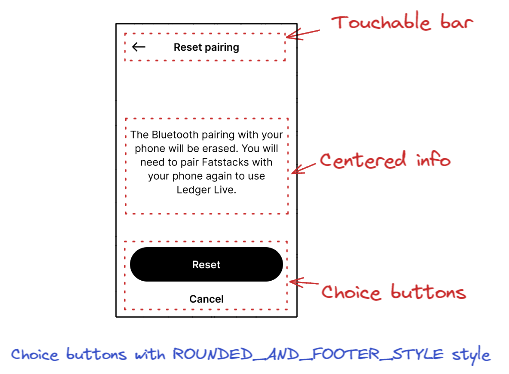 Touchable bar
Reset pairing
The Bluetooth pairing with your
phone will be erased. You will
need to pair Fatstacks with
your phone again to use
Ledger Live.
Centered info
Reset
Choice buttons
Cancel
Choice buttons with ROUNDED_AND_FOOTER_STYLE style